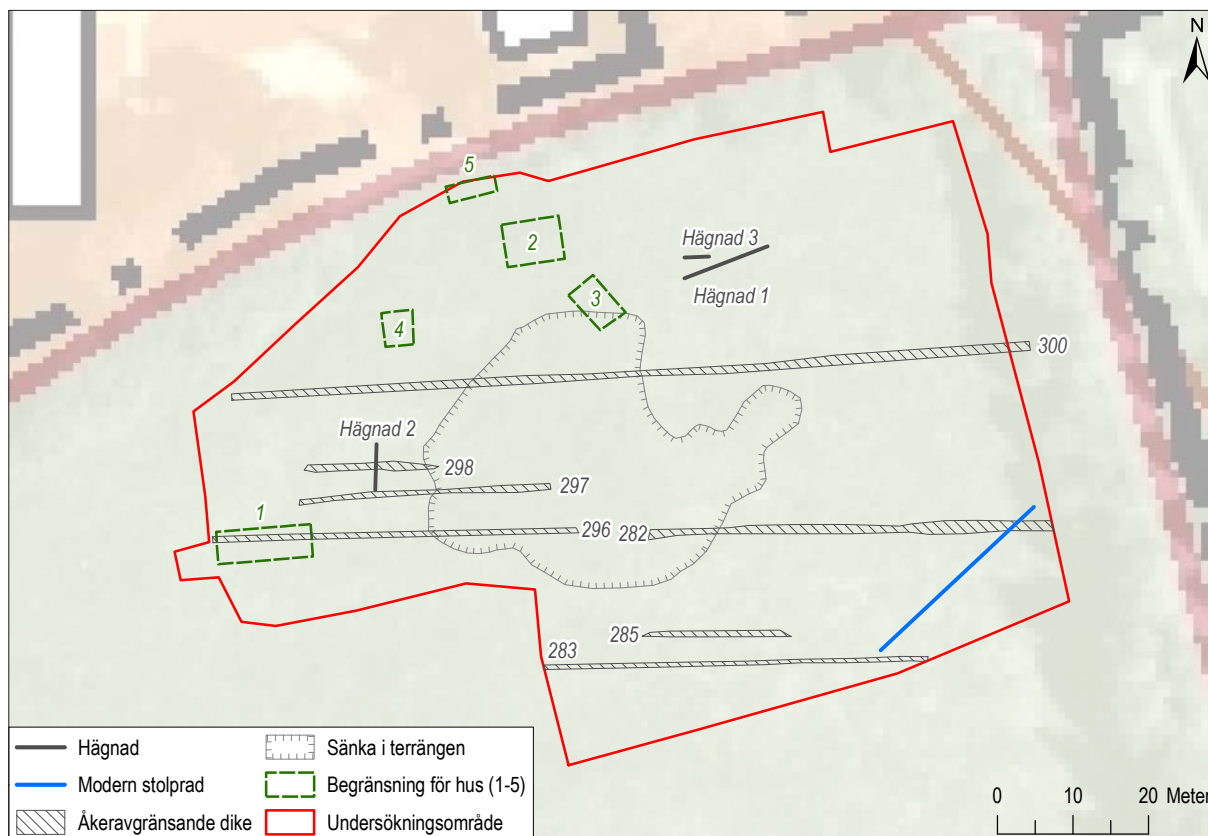 N
5
2
Hägnad 3
3
Hägnad 1
4
300
Hägnad 2
298
297
1
296 282
285
283
Hägnad
Sänka i terrängen
Modern stolprad
Begränsning för hus (1-5)
Åkeravgränsande dike
Undersökningsområde
0 10 20 Meter